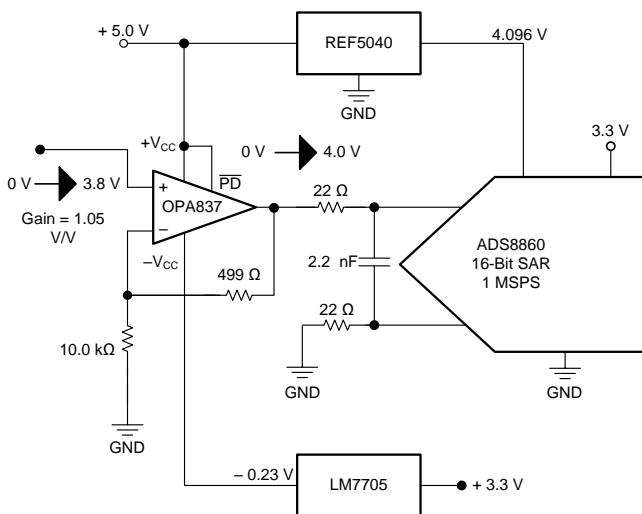 + 5.0 V
REF5040
4.096 V
GND
3.3 V
+V_CC
0 V
4.0 V
PD
0 V
3.8 V
+
OPA837
22 Ω
Gain = 1.05
V/V
−
ADS8860
16-Bit SAR
1 MSPS
2.2 nF
−V_CC
499 Ω
22 Ω
10.0 kΩ
GND
GND
GND
− 0.23 V
LM7705
+ 3.3 V